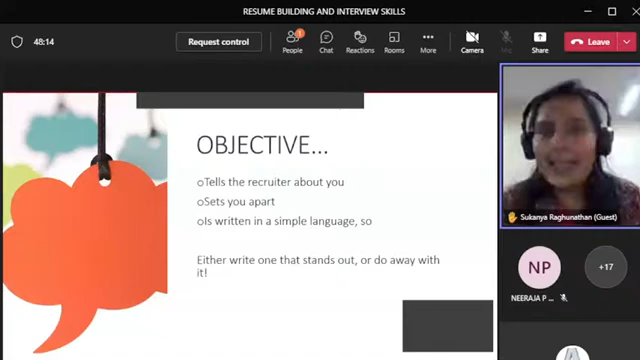 RESUME BUILDING AND INTERVIEW SKILLS
48:14
Request control
1
People
Chat
Reactions
Rooms
More
Camera
Mic
Share
Leave
OBJECTIVE...
oTells the recruiter about you
oSets you apart
oIs written in a simple language, so
Either write one that stands out, or do away with
it!
Sukanya Raghunathan (Guest)
NP
NEERAJA P ...
+17
A